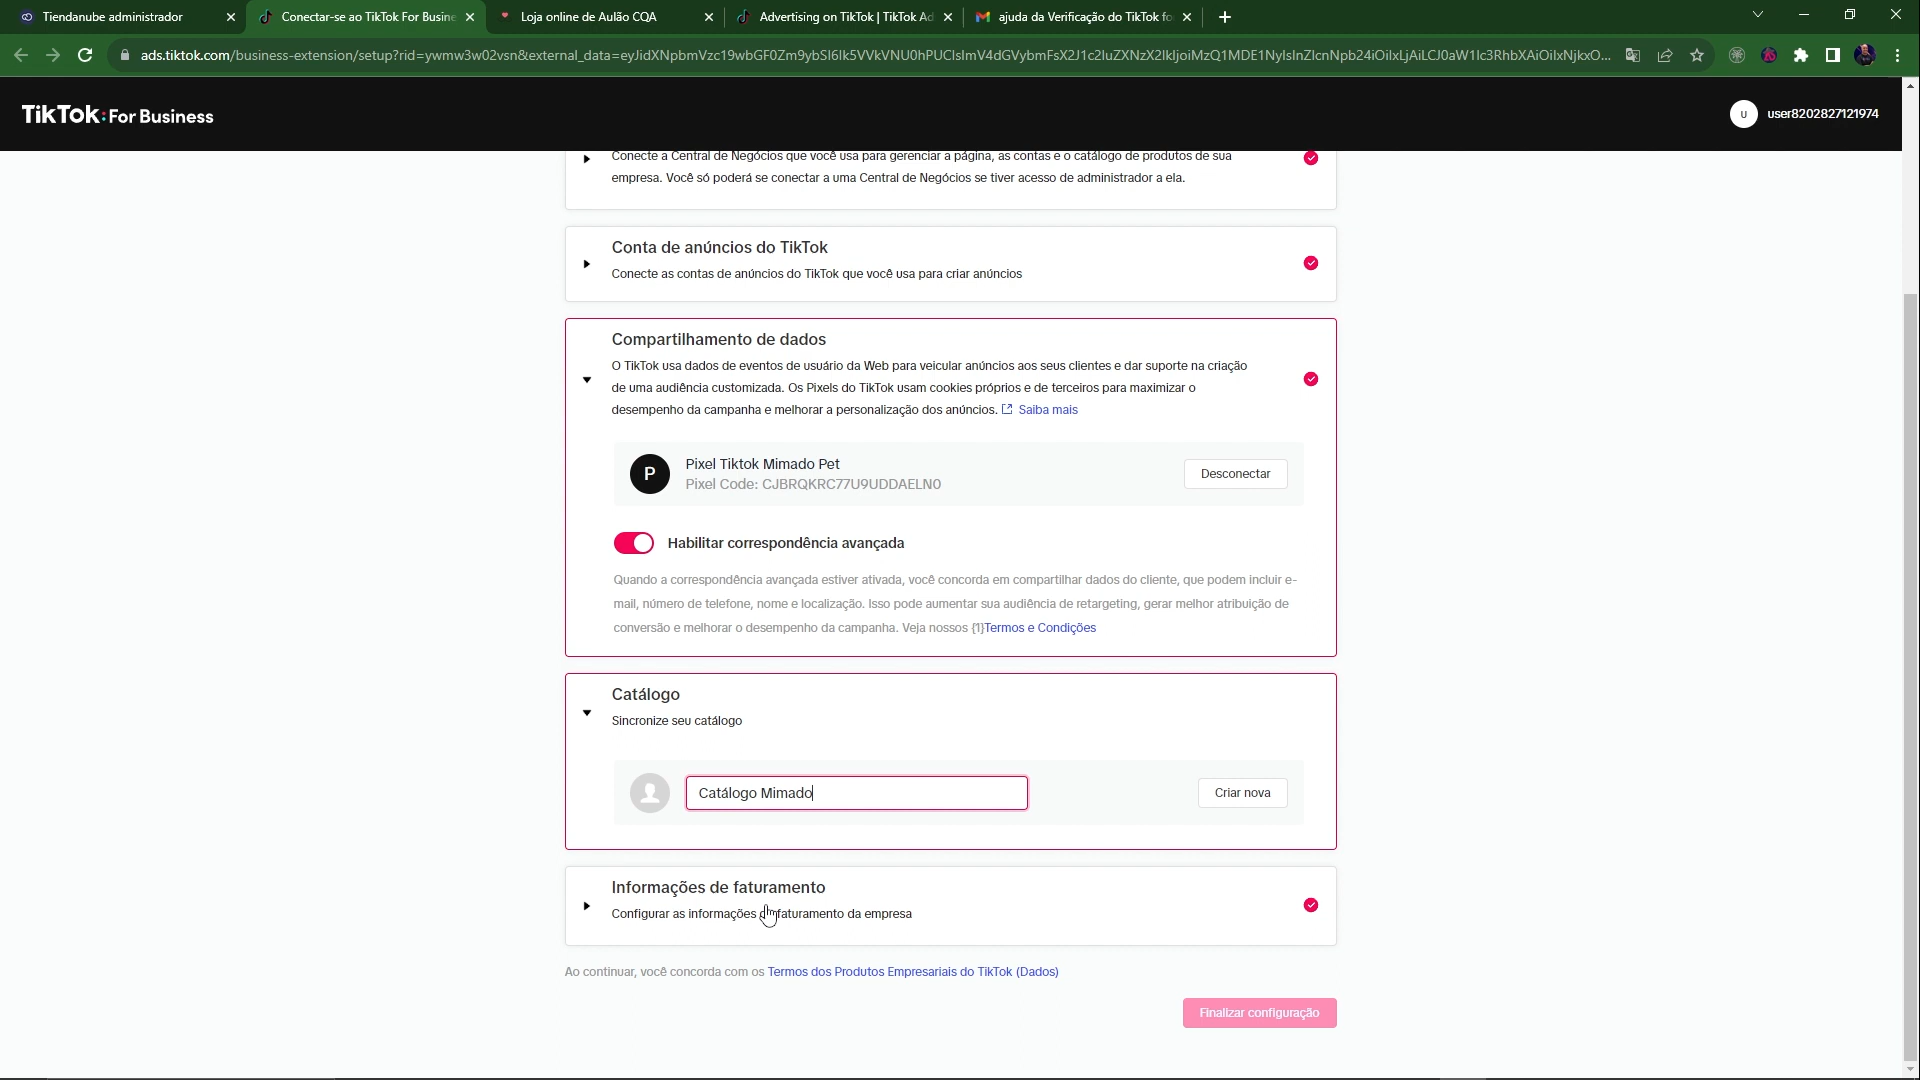 Tiendanube administrador
Conectar-se ao TikTok For Busine
Loja online de Aulão CQA
Advertising on TikTok | TikTok Ad
ajuda da Verificação do TikTok fo
TikTok: For Business
U
user8202827121974
Conecte a Central de Negócios que você usa para gerenciar a página, as contas e o catálogo de produtos de sua
empresa. Você só poderá se conectar a uma Central de Negócios se tiver acesso de administrador a ela.
Conta de anúncios do TikTok
Conecte as contas de anúncios do TikTok que você usa para criar anúncios
Compartilhamento de dados
O TikTok usa dados de eventos de usuário da Web para veicular anúncios aos seus clientes e dar suporte na criação
de uma audiência customizada. Os Pixels do TikTok usam cookies próprios e de terceiros para maximizar o
desempenho da campanha e melhorar a personalização dos anúncios. Saiba mais
P
Pixel Tiktok Mimado Pet
Pixel Code: CJBRQKRC77U9UDDAELN0
Desconectar
Habilitar correspondência avançada
Quando a correspondência avançada estiver ativada, você concorda em compartilhar dados do cliente, que podem incluir e-
mail, número de telefone, nome e localização. Isso pode aumentar sua audiência de retargeting, gerar melhor atribuição de
conversão e melhorar o desempenho da campanha. Veja nossos {1}Termos e Condições
Catálogo
Sincronize seu catálogo
Catálogo Mimado
Criar nova
Informações de faturamento
Configurar as informações de faturamento da empresa
Ao continuar, você concorda com os Termos dos Produtos Empresariais do TikTok (Dados)
Finalizar configuração